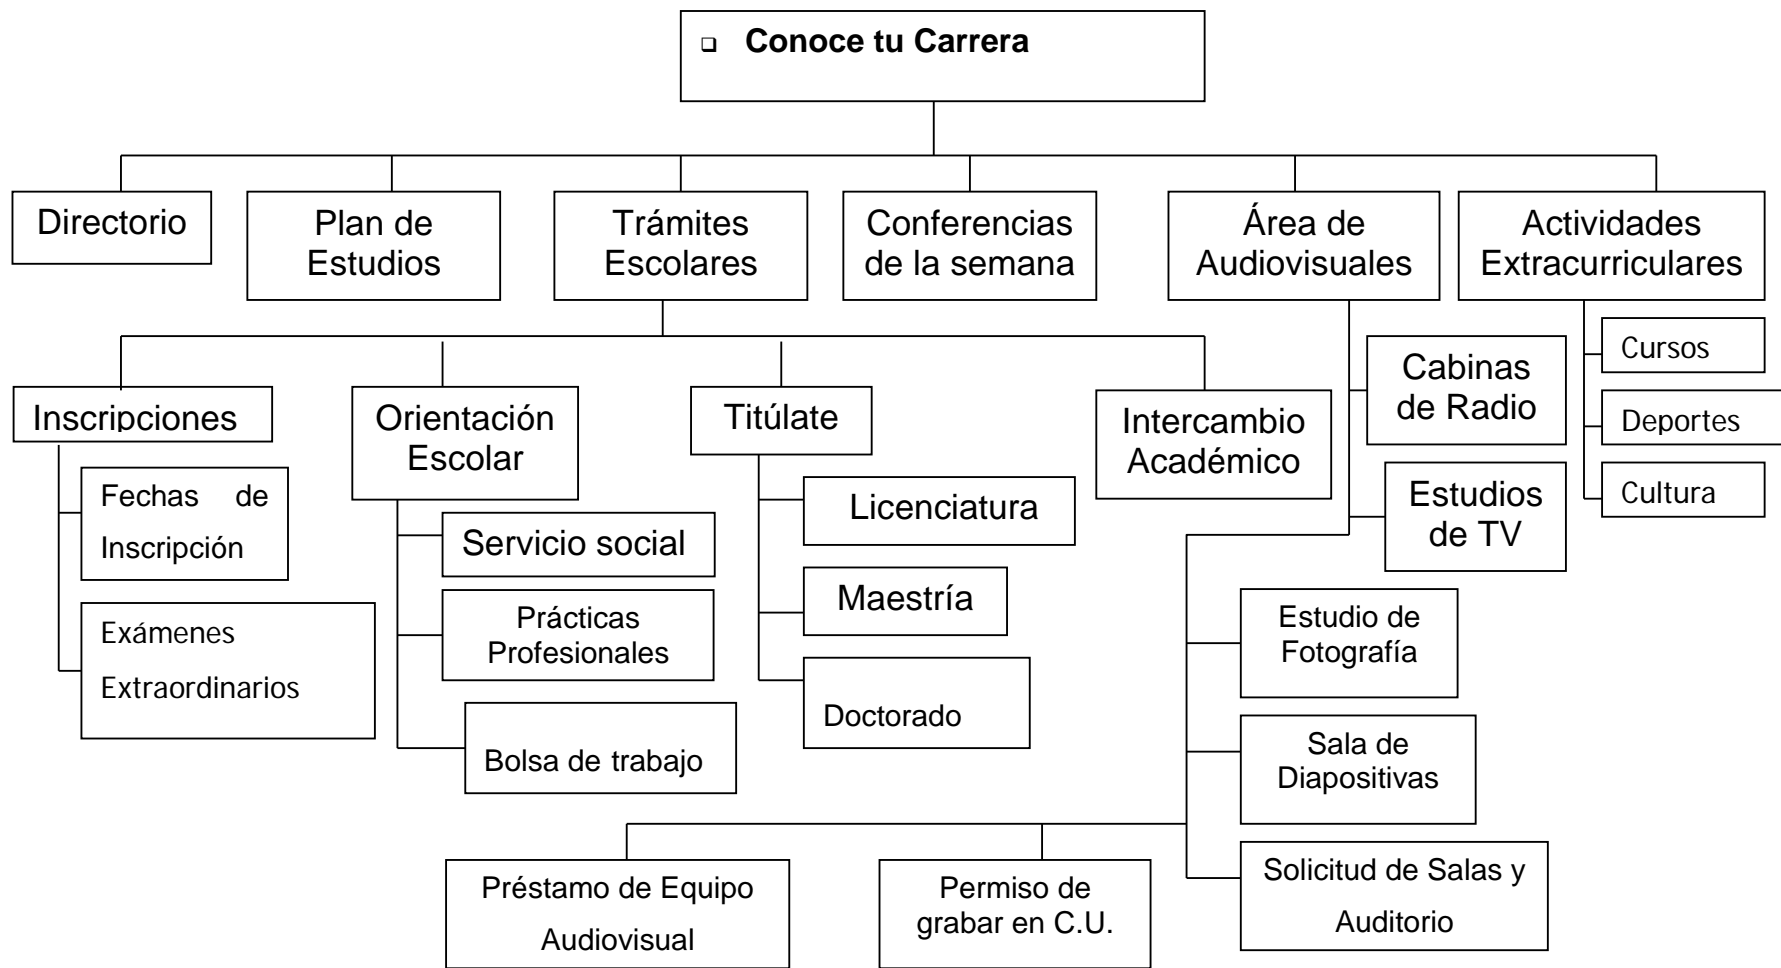 ❑ Conoce tu Carrera
Directorio
Plan de
Estudios
Trámites
Escolares
Conferencias
de la semana
Área de
Audiovisuales
Actividades
Extracurriculares
Inscripciones
Fechas de
Inscripción
Exámenes
Extraordinarios
Orientación
Escolar
Servicio social
Prácticas
Profesionales
Bolsa de trabajo
Titúlate
Licenciatura
Maestría
Doctorado
Intercambio
Académico
Cabinas
de Radio
Estudios
de TV
Estudio de
Fotografía
Sala de
Diapositivas
Solicitud de Salas y
Auditorio
Préstamo de Equipo
Audiovisual
Permiso de
grabar en C.U.
Cursos
Deportes
Cultura